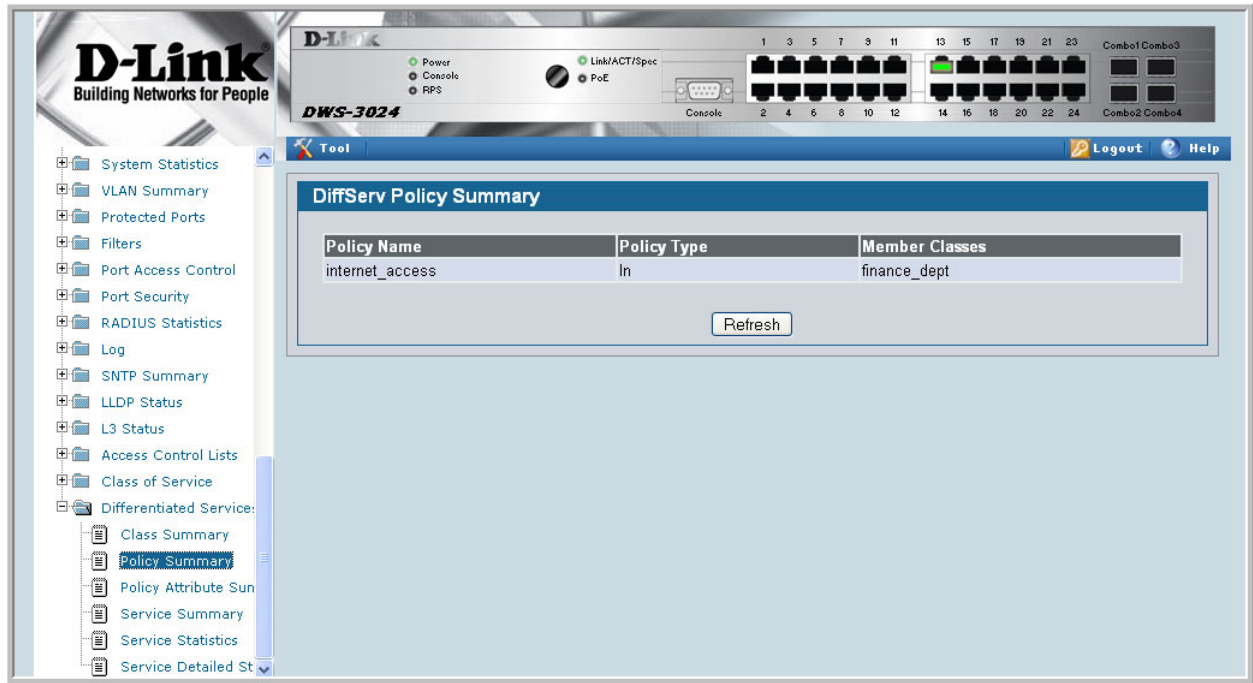 D-Link®
Building Networks for People
D-Link
Power
Console
RPS
Link/ACT/Spec
PoE
DWS-3024
Console
1 3 5 7 9 11 13 15 17 19 21 23
Combo1 Combo3
2 4 6 8 10 12 14 16 18 20 22 24
Combo2 Combo4
Tool
Logout
Help
System Statistics
VLAN Summary
Protected Ports
Filters
Port Access Control
Port Security
RADIUS Statistics
Log
SNTP Summary
LLDP Status
L3 Status
Access Control Lists
Class of Service
Differentiated Service
Class Summary
Policy Summary
Policy Attribute Sun
Service Summary
Service Statistics
Service Detailed St
DiffServ Policy Summary
Policy Name Policy Type Member Classes
internet_access In finance_dept
Refresh